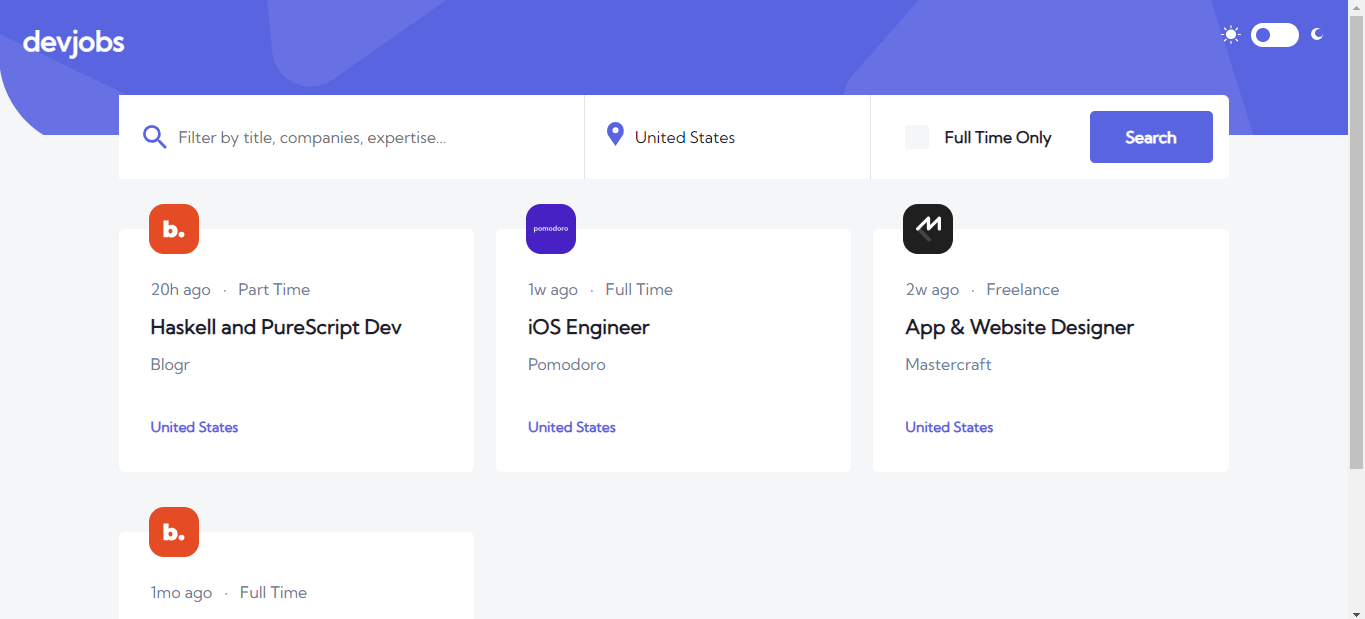 devjobs
Filter by title, companies, expertise...
United States
Full Time Only
Search
b.
pomodoro
20h ago · Part Time
Haskell and PureScript Dev
Blogr
United States
1w ago · Full Time
iOS Engineer
Pomodoro
United States
2w ago · Freelance
App & Website Designer
Mastercraft
United States
b.
1mo ago · Full Time